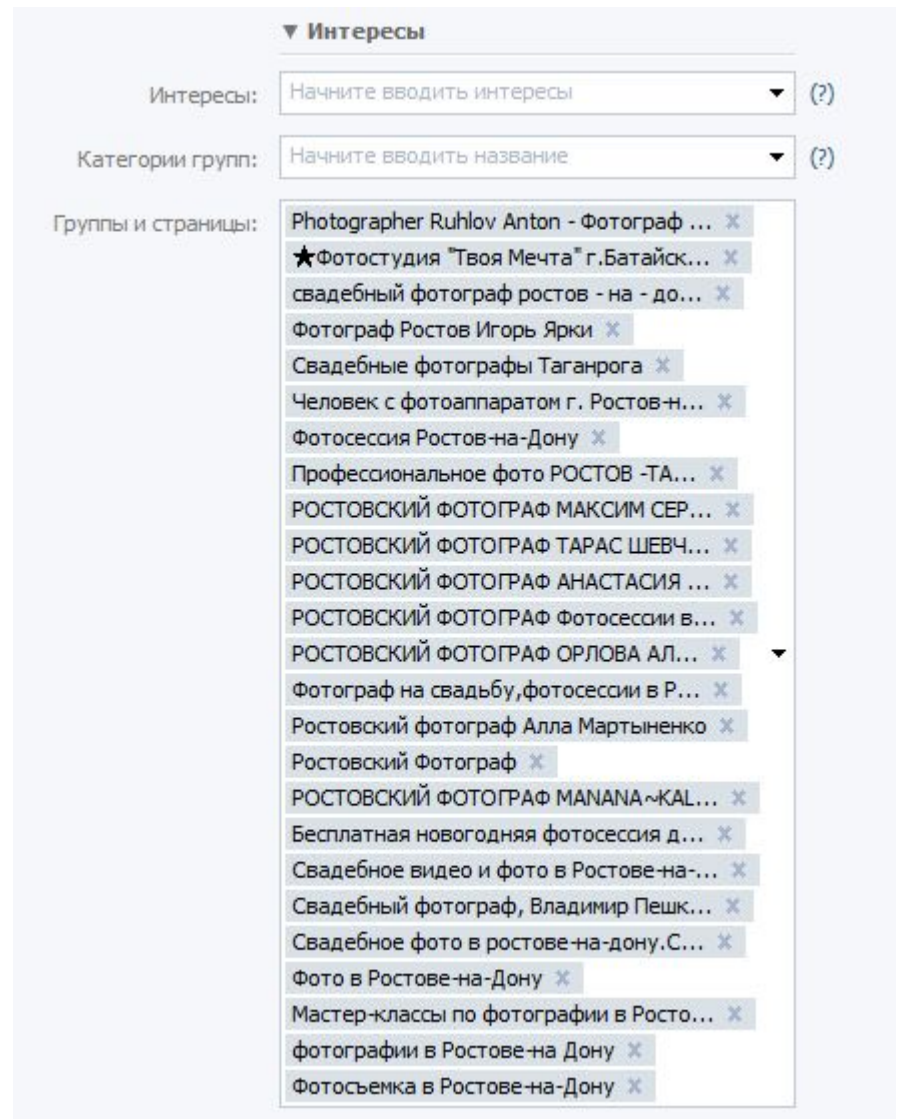 ▼ Интересы
Интересы: Начните вводить интересы (?)
Категории групп: Начните вводить название (?)
Группы и страницы: Photographer Ruhlov Anton - Фотограф ... ×
★Фотостудия "Твоя Мечта" г.Батайск... ×
свадебный фотограф ростов - на - до... ×
Фотограф Ростов Игорь Ярки ×
Свадебные фотографы Таганрога ×
Человек с фотоаппаратом г. Ростов-н... ×
Фотосессия Ростов-на-Дону ×
Профессиональное фото РОСТОВ -ТА... ×
РОСТОВСКИЙ ФОТОГРАФ МАКСИМ СЕР... ×
РОСТОВСКИЙ ФОТОГРАФ ТАРАС ШЕВЧ... ×
РОСТОВСКИЙ ФОТОГРАФ АНАСТАСИЯ ... ×
РОСТОВСКИЙ ФОТОГРАФ Фотосессии в... ×
РОСТОВСКИЙ ФОТОГРАФ ОРЛОВА АЛ... ×
Фотограф на свадьбу,фотосессии в Р... ×
Ростовский фотограф Алла Мартыненко ×
Ростовский Фотограф ×
РОСТОВСКИЙ ФОТОГРАФ MANANA~KAL... ×
Бесплатная новогодняя фотосессия д... ×
Свадебное видео и фото в Ростове-на-... ×
Свадебный фотограф, Владимир Пешк... ×
Свадебное фото в ростове-на-дону.С... ×
Фото в Ростове-на-Дону ×
Мастер-классы по фотографии в Росто... ×
фотографии в Ростове-на Дону ×
Фотосъемка в Ростове-на-Дону ×